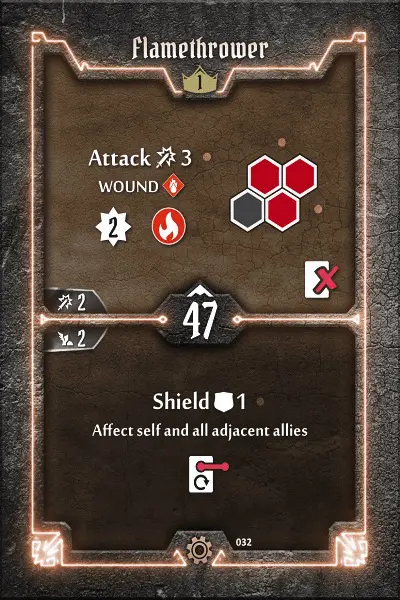 Flamethrower
1
Attack 3
WOUND
2
2
47
2
Shield 1
Affect self and all adjacent allies
032